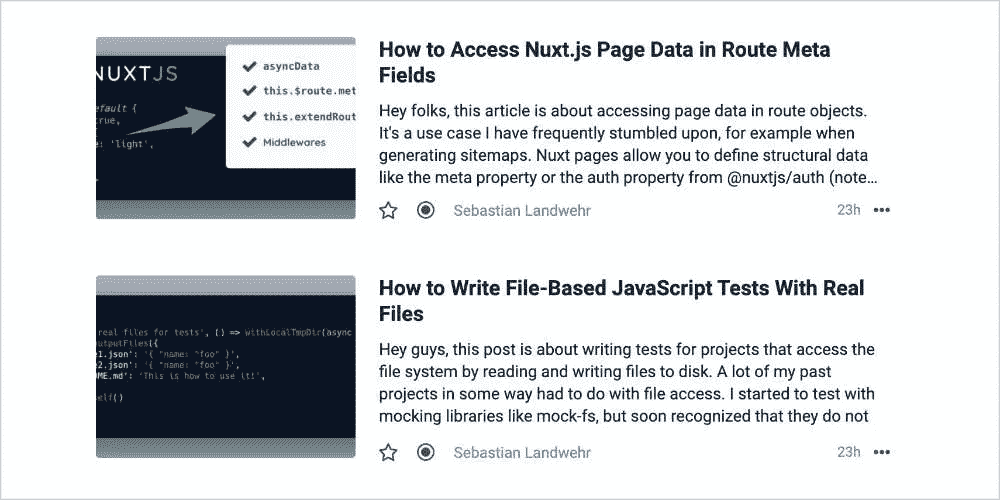 NUXTJS
efault {
true,
e: 'light',
asyncData
this.$route.met
this.extendRout
Middlewares
How to Access Nuxt.js Page Data in Route Meta
Fields
Hey folks, this article is about accessing page data in route objects.
It's a use case I have frequently stumbled upon, for example when
generating sitemaps. Nuxt pages allow you to define structural data
like the meta property or the auth property from @nuxtjs/auth (note…
Sebastian Landwehr
23h
real files for tests', () => withLocalTmpDir(async
utputFiles({
e1.json': '{ "name: "foo" }',
e2.json': '{ "name: "foo" }',
ME.md': 'This is how to use it!',
elf()
How to Write File-Based JavaScript Tests With Real
Files
Hey guys, this post is about writing tests for projects that access the
file system by reading and writing files to disk. A lot of my past
projects in some way had to do with file access. I started to test with
mocking libraries like mock-fs, but soon recognized that they do not
Sebastian Landwehr
23h